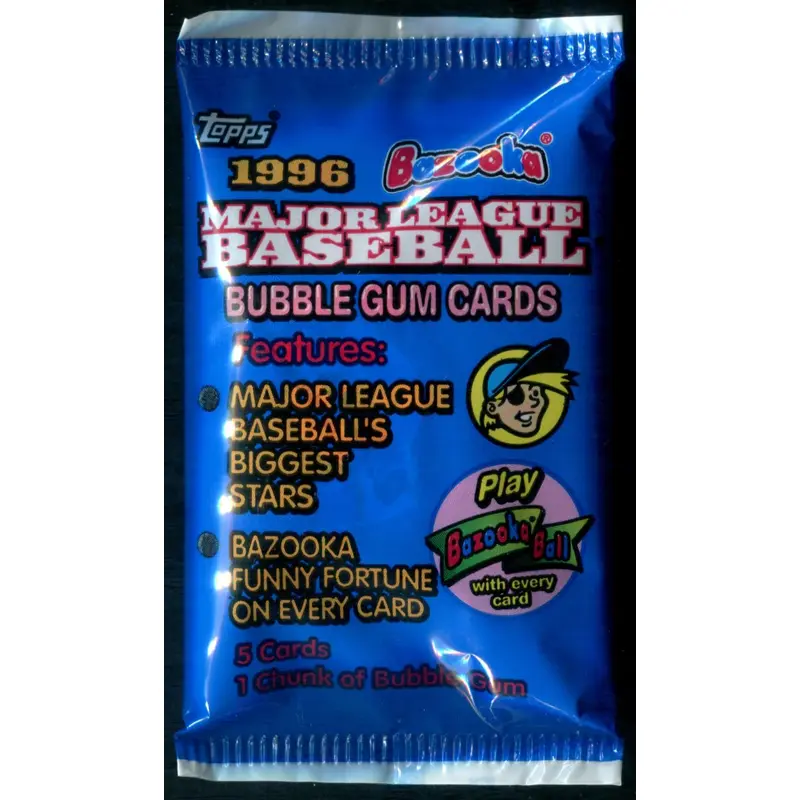 Topps®
1996 Bazooka®
MAJOR LEAGUE
BASEBALL
BUBBLE GUM CARDS
Features:
MAJOR LEAGUE
BASEBALL'S
BIGGEST
STARS
Play
Bazooka® Ball
with every
card
BAZOOKA
FUNNY FORTUNE
ON EVERY CARD
5 Cards
1 Chunk of Bubble Gum